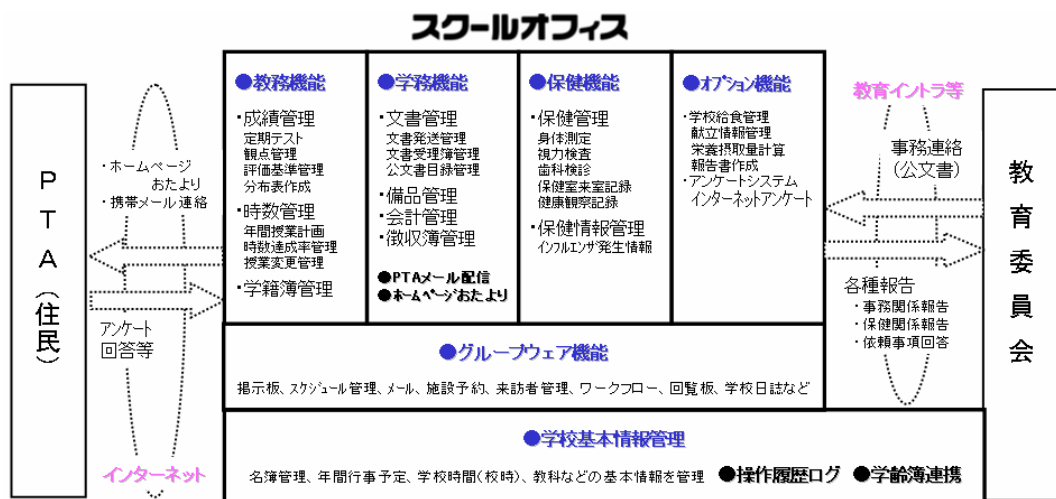 スクールオフィス
PTA(住民)
・ホームページ
おたより
・携帯メール連絡
アンケート
回答等
インターネット
●教務機能
・成績管理
定期テスト
観点管理
評価基準管理
分布表作成
・時数管理
年間授業計画
時数達成率管理
授業変更管理
・学籍簿管理
●学務機能
・文書管理
文書発送管理
文書受理簿管理
公文書目録管理
・備品管理
・会計管理
・徴収簿管理
●PTAメール配信
●ホームページおたより
●保健機能
・保健管理
身体測定
視力検査
歯科検診
保健室来室記録
健康観察記録
・保健情報管理
インフルエンザ発生情報
●オプション機能
・学校給食管理
献立情報管理
栄養摂取量計算
報告書作成
・アンケートシステム
インターネットアンケート
●グループウェア機能
掲示板、スケジュール管理、メール、施設予約、来訪者管理、ワークフロー、回覧板、学校日誌など
●学校基本情報管理
名簿管理、年間行事予定、学校時間(校時)、教科などの基本情報を管理 ●操作履歴ログ ●学齢簿連携
教育イントラ等
事務連絡
(公文書)
各種報告
・事務関係報告
・保健関係報告
・依頼事項回答
教育委員会